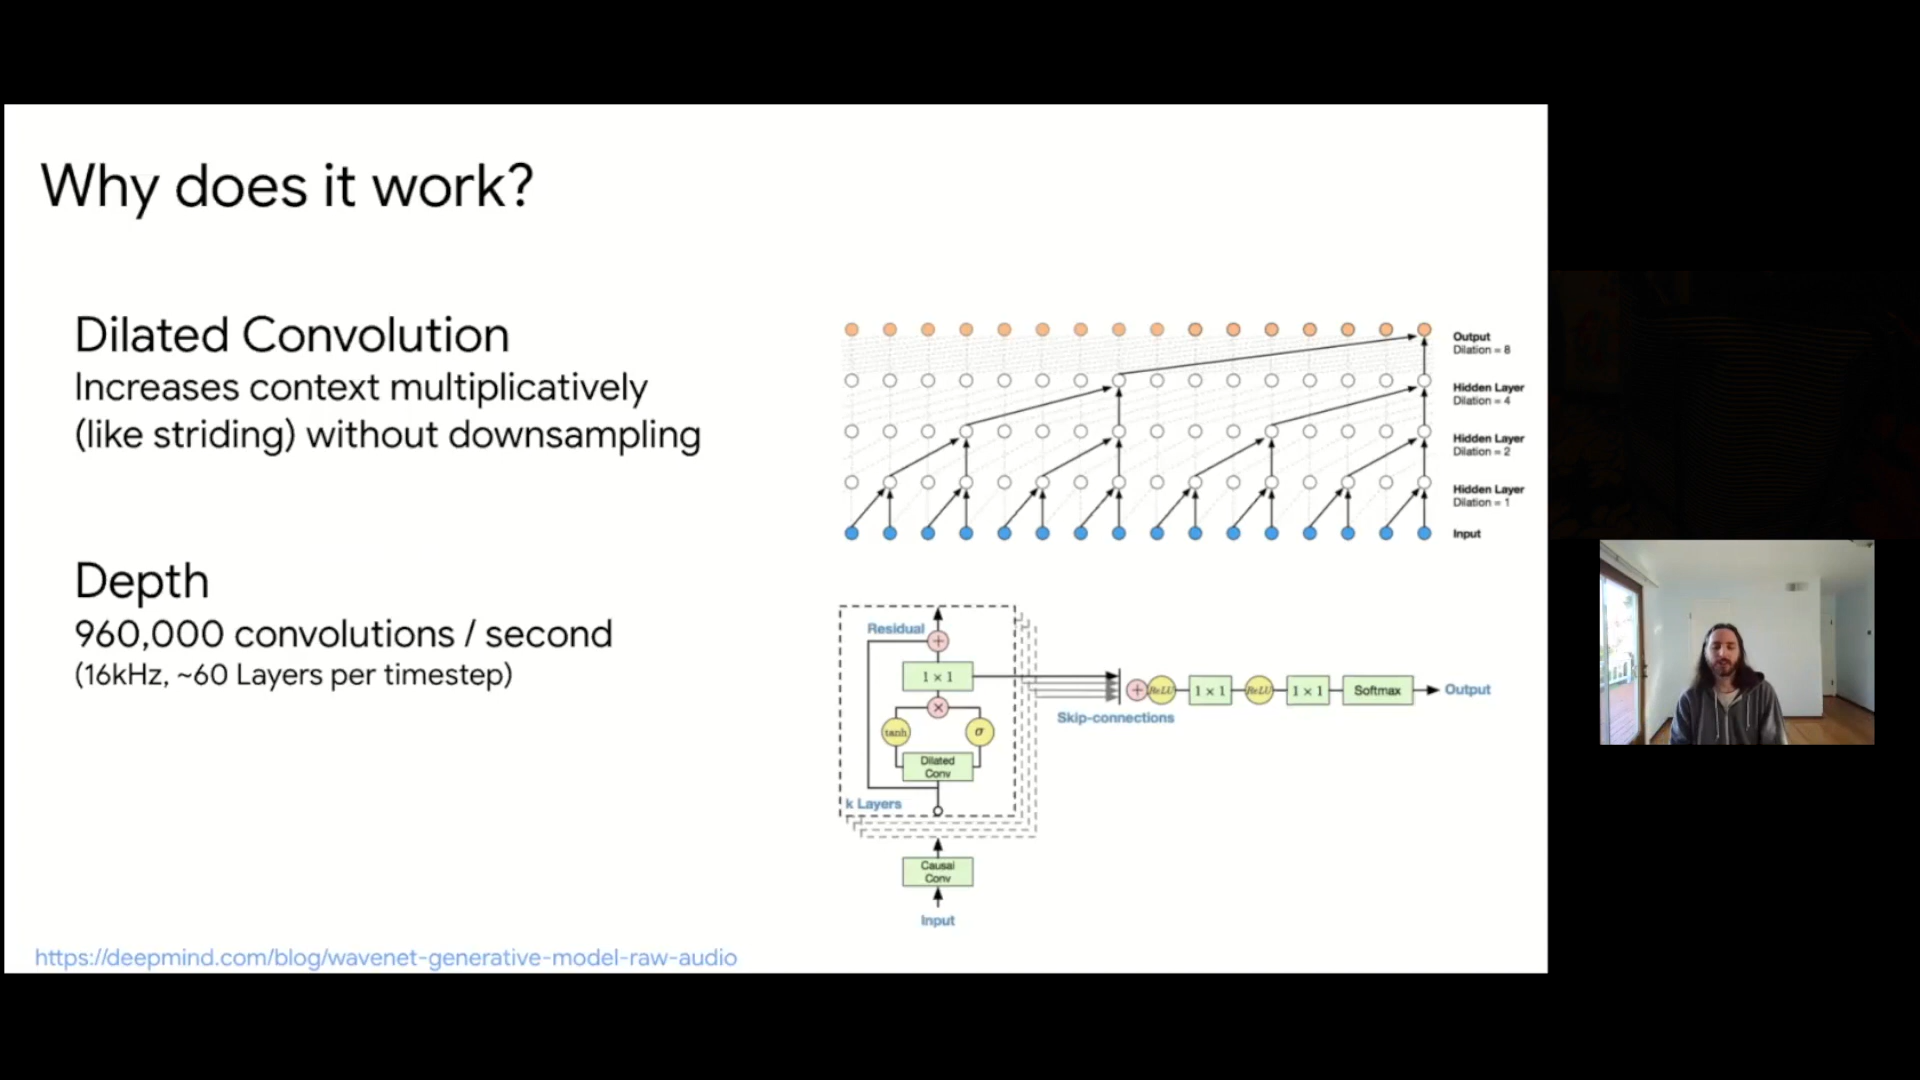 Why does it work?
Dilated Convolution
Increases context multiplicatively
(like striding) without downsampling
Depth
960,000 convolutions / second
(16kHz, ~60 Layers per timestep)
Output
Dilation = 8
Hidden Layer
Dilation = 4
Hidden Layer
Dilation = 2
Hidden Layer
Dilation = 1
Input
Residual
+
1 × 1
×
tanh
σ
Dilated
Conv
k Layers
Causal
Conv
Input
Skip-connections
+ ReLU 1 × 1 ReLU 1 × 1 Softmax Output
https://deepmind.com/blog/wavenet-generative-model-raw-audio